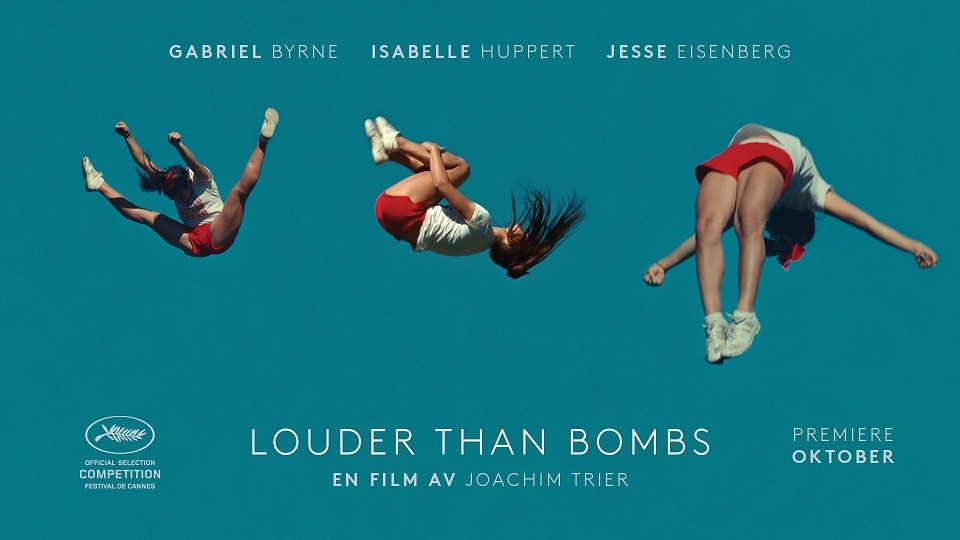 GABRIEL BYRNE ISABELLE HUPPERT JESSE EISENBERG
LOUDER THAN BOMBS
EN FILM AV JOACHIM TRIER
OFFICIAL SELECTION
COMPETITION
FESTIVAL DE CANNES
PREMIERE
OKTOBER